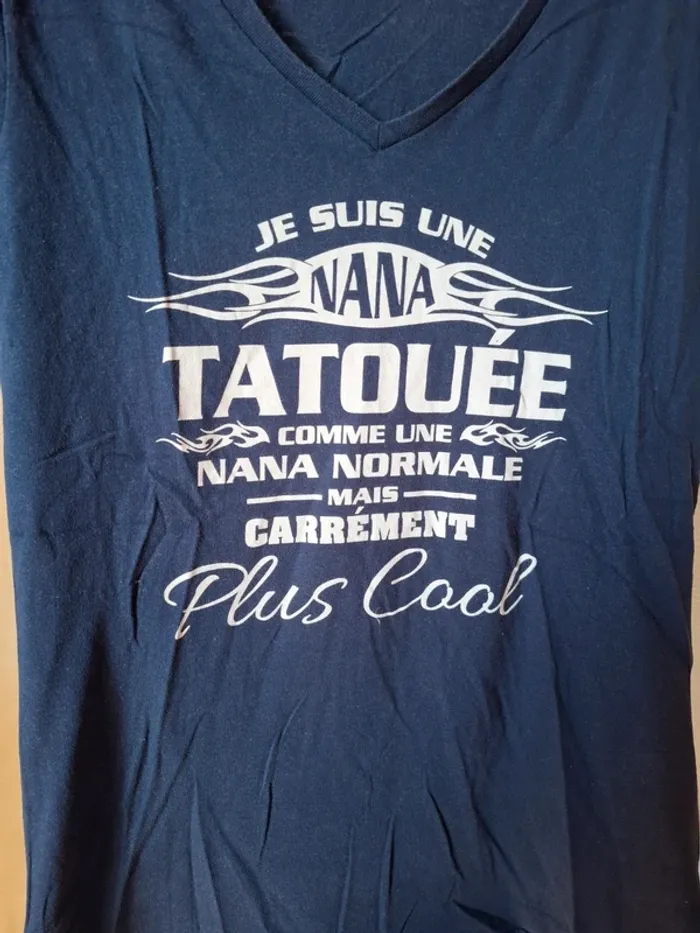 JE SUIS UNE
NANA
TATOUÉE
COMME UNE
NANA NORMALE
MAIS
CARRÉMENT
Plus Cool